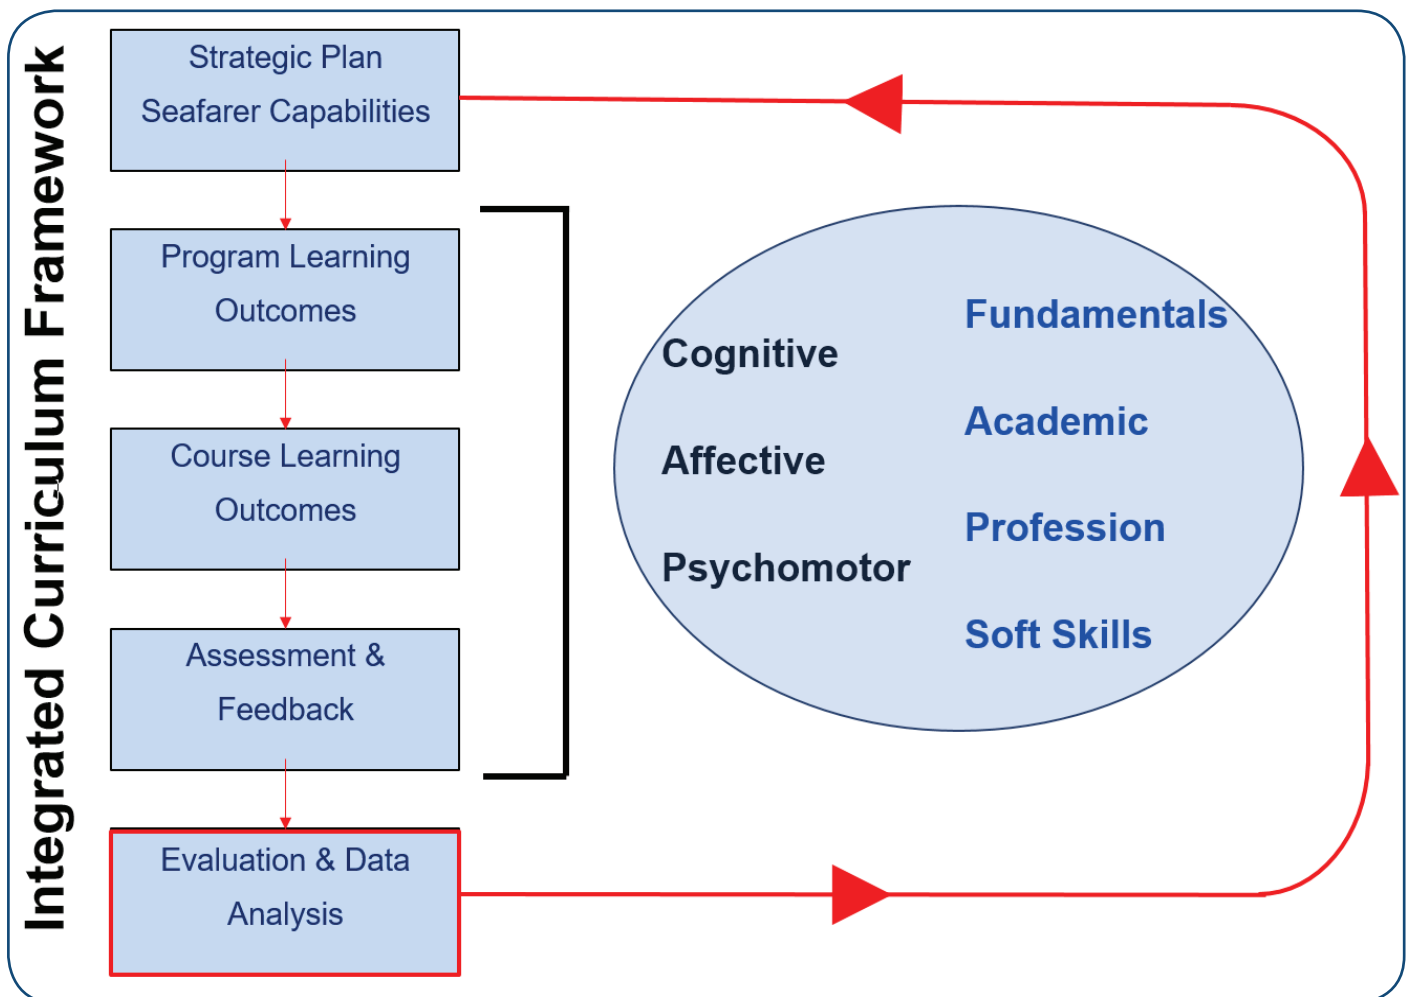 Integrated Curriculum Framework
Strategic Plan
Seafarer Capabilities
Program Learning
Outcomes
Course Learning
Outcomes
Assessment &
Feedback
Evaluation & Data
Analysis
Cognitive
Affective
Psychomotor
Fundamentals
Academic
Profession
Soft Skills